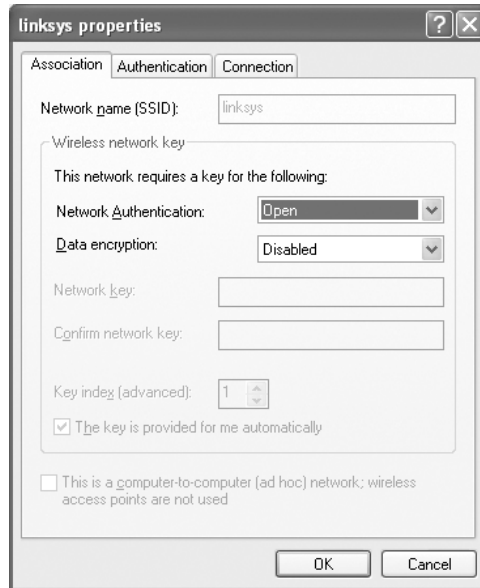 linksys properties
Association Authentication Connection
Network name (SSID): linksys
Wireless network key
This network requires a key for the following:
Network Authentication: Open
Data encryption: Disabled
Network key:
Confirm network key:
Key index (advanced): 1
The key is provided for me automatically
This is a computer-to-computer (ad hoc) network; wireless
access points are not used
OK Cancel